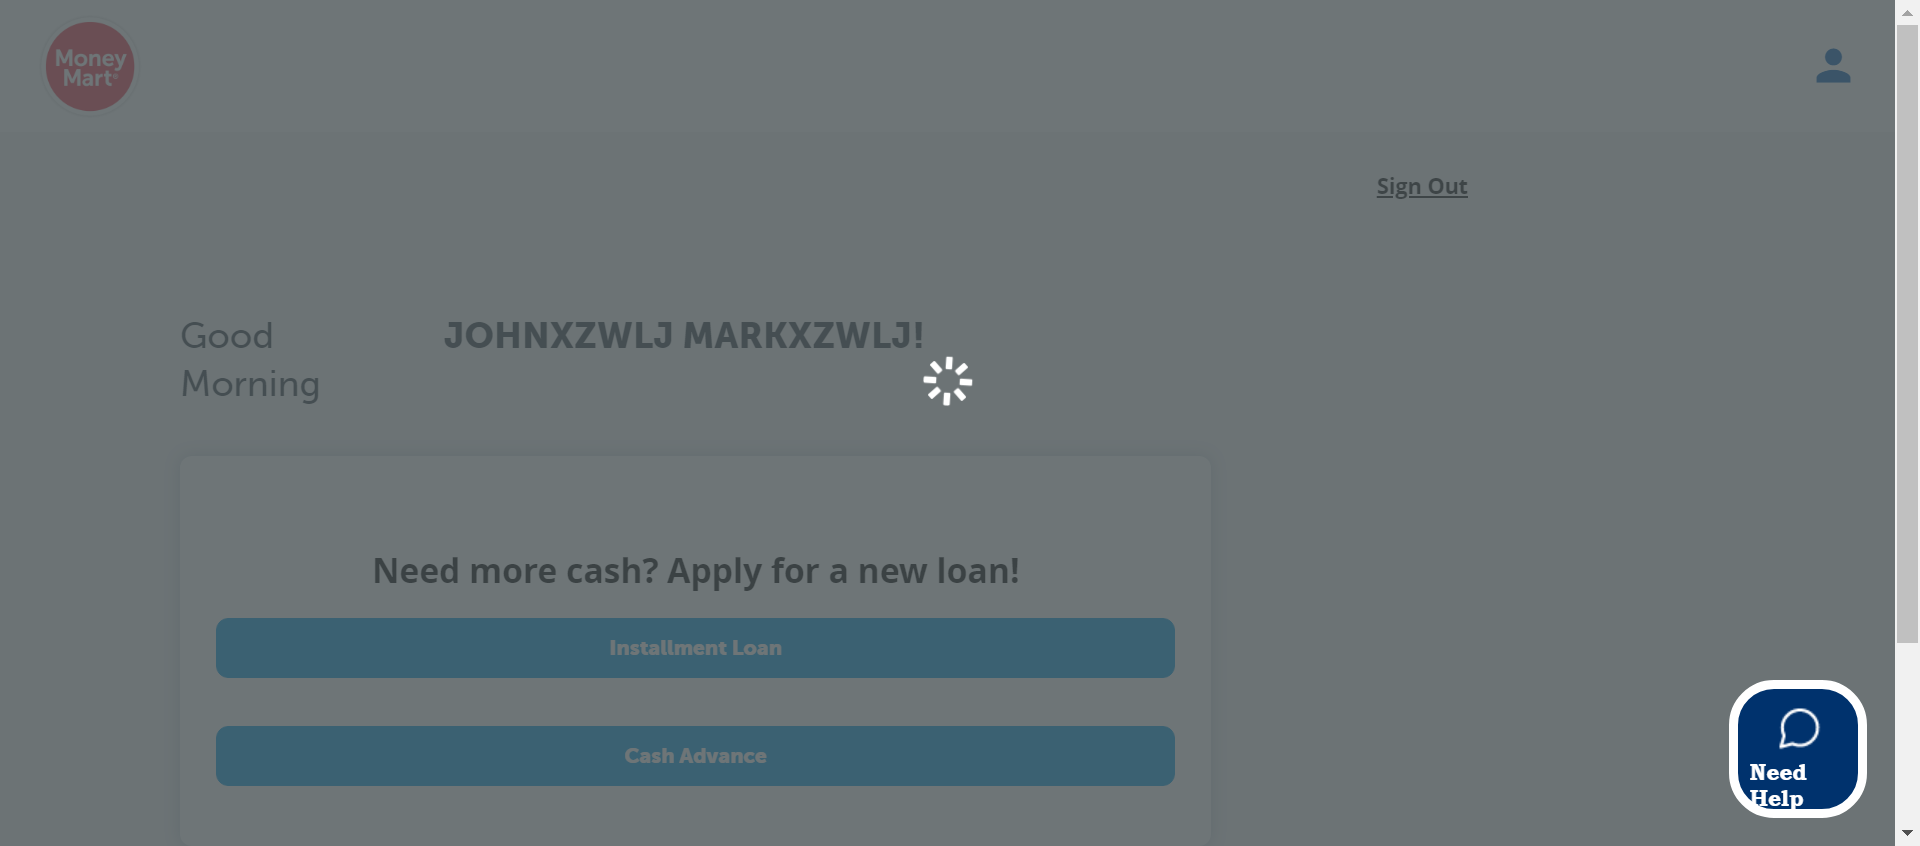 Money
Mart®
Sign Out
Good
Morning
JOHNXZWLJ MARKXZWLJ!
Need more cash? Apply for a new loan!
Installment Loan
Cash Advance
Need
Help